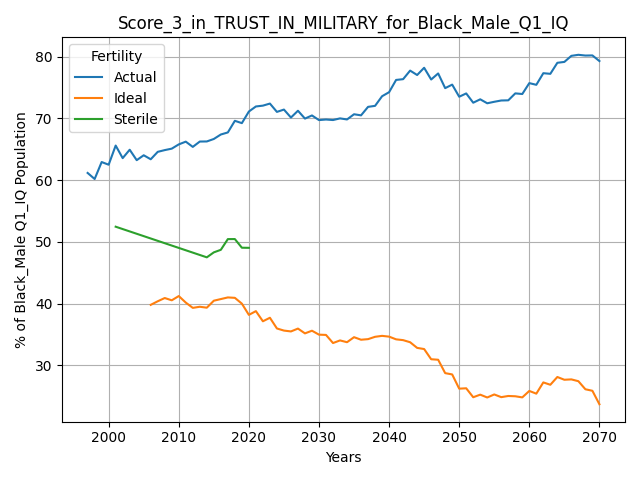 Score_3_in_TRUST_IN_MILITARY_for_Black_Male_Q1_IQ
Fertility
Actual
Ideal
Sterile
% of Black_Male Q1_IQ Population
80
70
60
50
40
30
2000 2010 2020 2030 2040 2050 2060 2070
Years